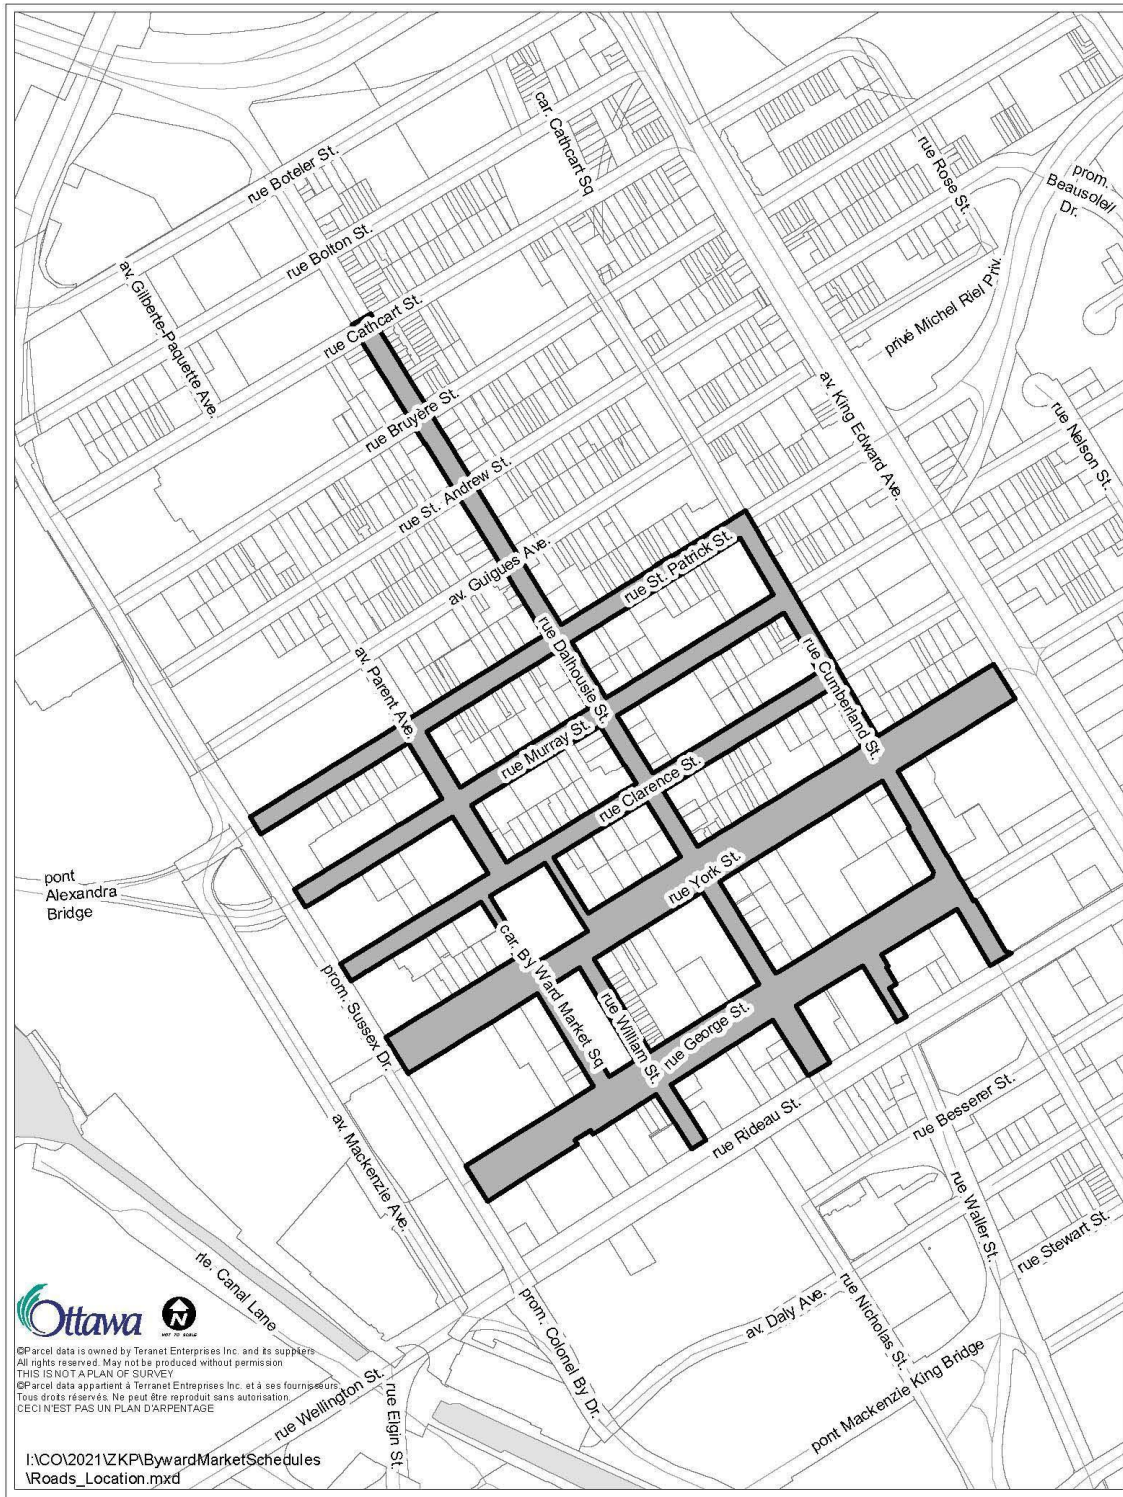 car. Cathcart Sq
rue Rose St.
prom.
Beausoleil
Dr.
rue Boteler St.
rue Bolton St.
av. Gilberte-Paquette Ave.
rue Cathcart St.
privé Michel Riel Priv.
rue Bruyère St.
av. King Edward Ave.
rue Nelson St.
rue St. Andrew St.
av. Guigues Ave.
rue St. Patrick St.
rue Dalhousie St.
av. Parent Ave.
rue Cumberland St.
rue Murray St.
rue Clarence St.
pont
Alexandra
Bridge
rue York St.
car. By Ward Market Sq
prom. Sussex Dr.
rue William St.
rue George St.
rue Rideau St.
rue Besserer St.
av. Mackenzie Ave.
rue Waller St.
rue Stewart St.
rle. Canal Lane
prom. Colonel By Dr.
av. Daly Ave.
rue Nicholas St.
pont Mackenzie King Bridge
rue Wellington St.
rue Elgin St.
Ottawa
N
NOT TO SCALE
©Parcel data is owned by Teranet Enterprises Inc. and its suppliers
All rights reserved. May not be produced without permission
THIS IS NOT A PLAN OF SURVEY
©Parcel data appartient à Terranet Entreprises Inc. et à ses fournisseurs
Tous droits réservés. Ne peut être reproduit sans autorisation.
CECI N'EST PAS UN PLAN D'ARPENTAGE
I:\CO\2021\ZKP\BywardMarketSchedules
\Roads_Location.mxd